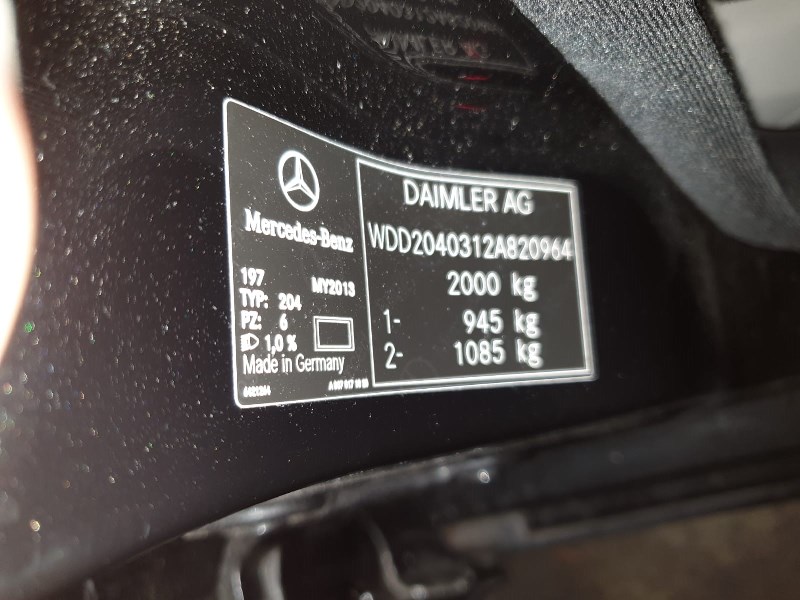 Mercedes-Benz
197 MY2013
TYP: 204
PZ: 6
1,0 %
Made in Germany
DAIMLER AG
WDD2040312A820964
2000 kg
1- 945 kg
2- 1085 kg